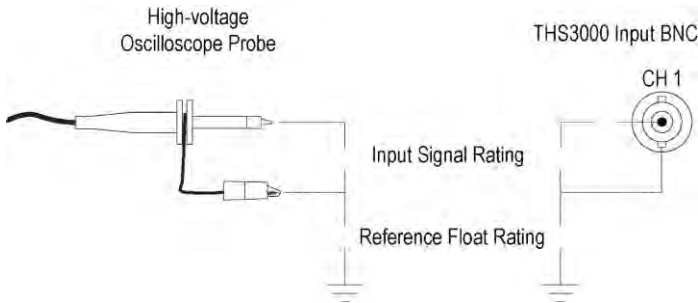 High-voltage
Oscilloscope Probe
THS3000 Input BNC
CH 1
Input Signal Rating
Reference Float Rating